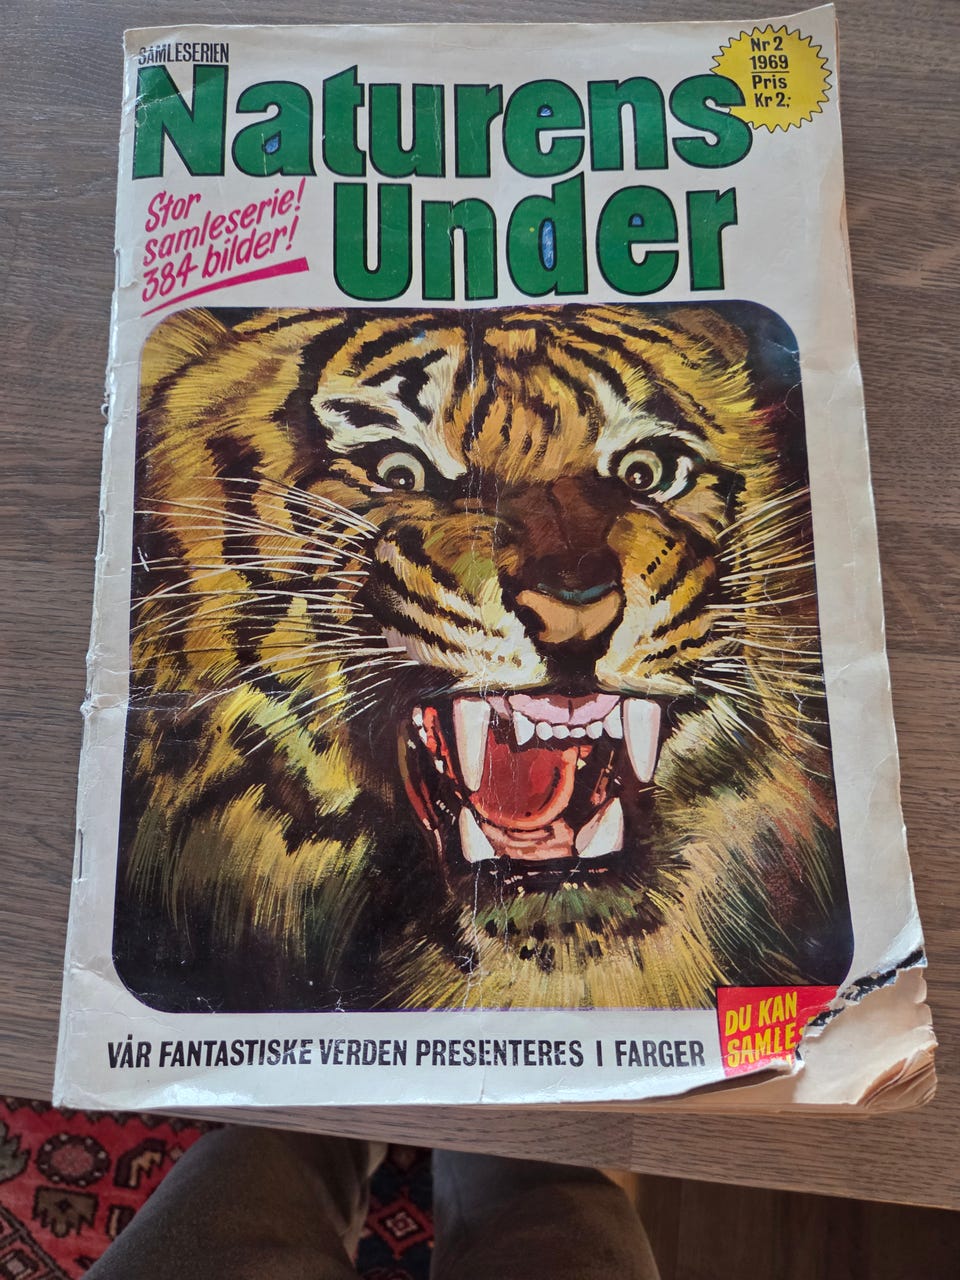 SAMLESERIEN
Naturens
Under
Nr 2
1969
Pris
Kr 2,-
Stor
samleserie!
384 bilder!
VÅR FANTASTISKE VERDEN PRESENTERES I FARGER
DU KAN
SAMLE